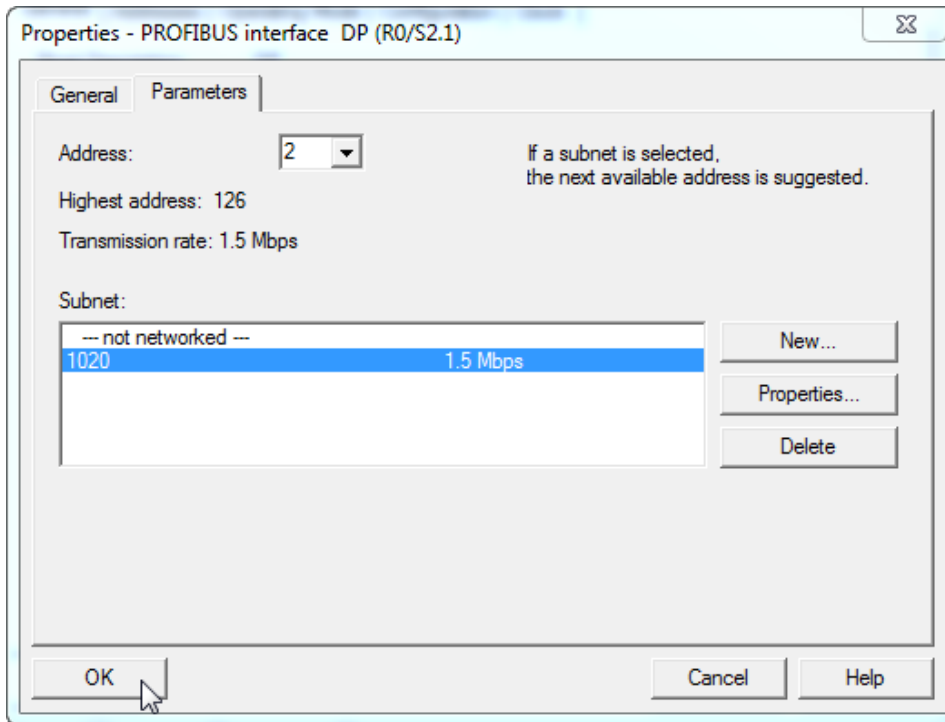 Properties - PROFIBUS interface  DP (R0/S2.1)
General
Parameters
Address:
2
If a subnet is selected,
the next available address is suggested.
Highest address: 126
Transmission rate: 1.5 Mbps
Subnet:
--- not networked ---
1020
1.5 Mbps
New...
Properties...
Delete
OK
Cancel
Help